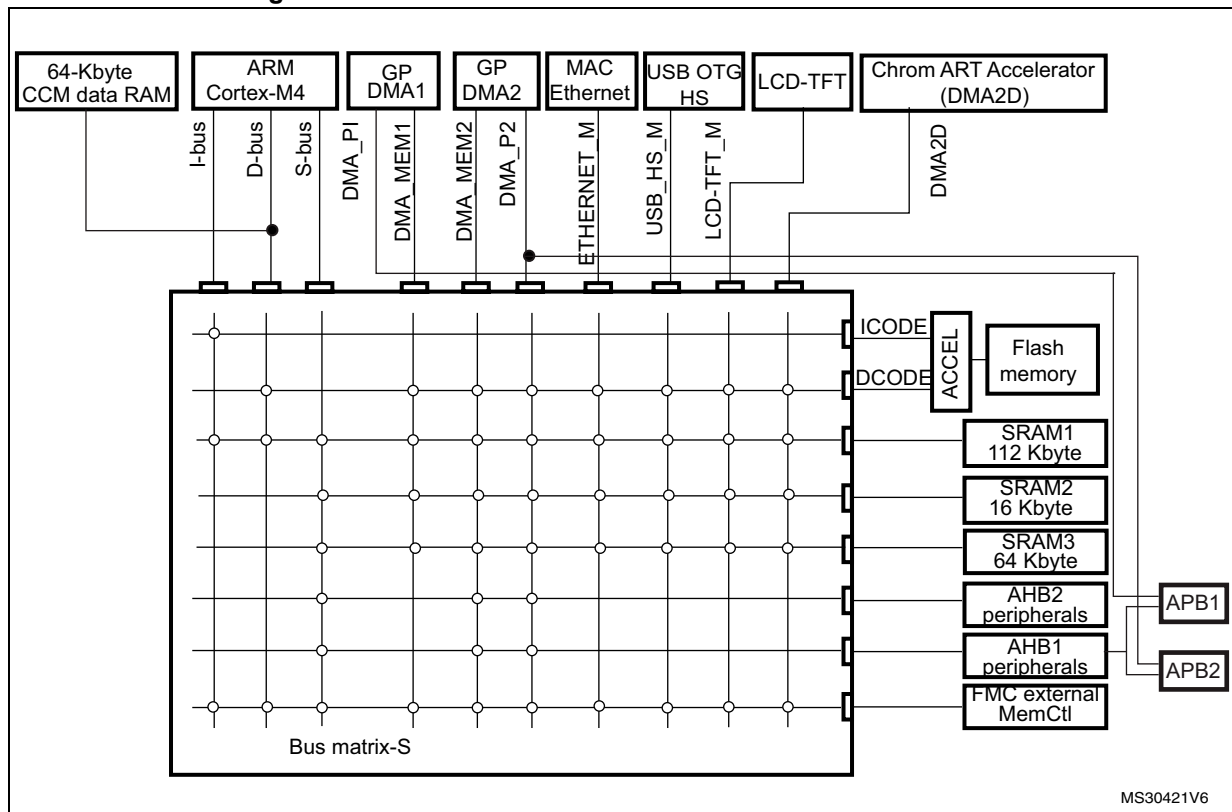 g
64-Kbyte
CCM data RAM
ARM
Cortex-M4
GP
DMA1
GP
DMA2
MAC
Ethernet
USB OTG
HS
LCD-TFT
Chrom ART Accelerator
(DMA2D)
I-bus
D-bus
S-bus
DMA_PI
DMA_MEM1
DMA_MEM2
DMA_P2
ETHERNET_M
USB_HS_M
LCD-TFT_M
DMA2D
ICODE
DCODE
ACCEL
Flash
memory
SRAM1
112 Kbyte
SRAM2
16 Kbyte
SRAM3
64 Kbyte
AHB2
peripherals
AHB1
peripherals
FMC external
MemCtl
APB1
APB2
Bus matrix-S
MS30421V6